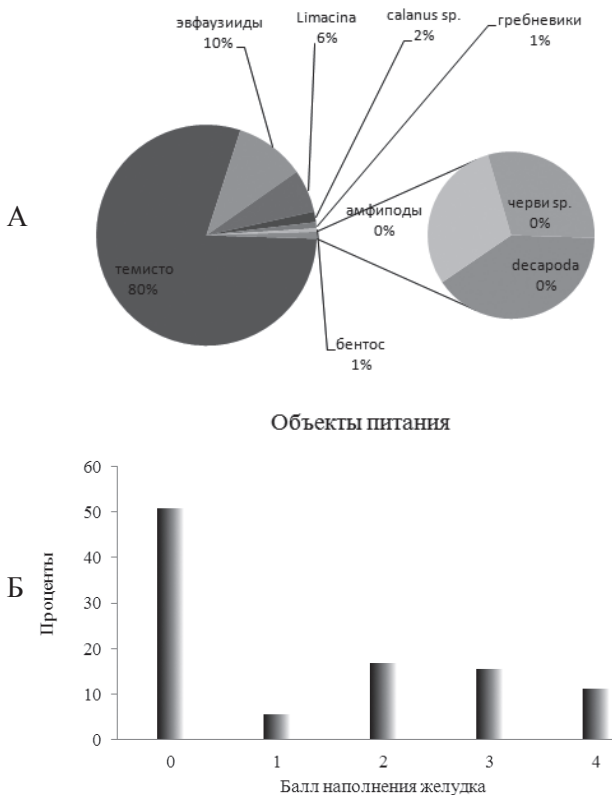 А
эвфаузииды
10%
Limacina
6%
calanus sp.
2%
гребневики
1%
темисто
80%
амфиподы
0%
черви sp.
0%
decapoda
0%
бентос
1%
Объекты питания
Б
Проценты
60
50
40
30
20
10
0
0 1 2 3 4
Балл наполнения желудка